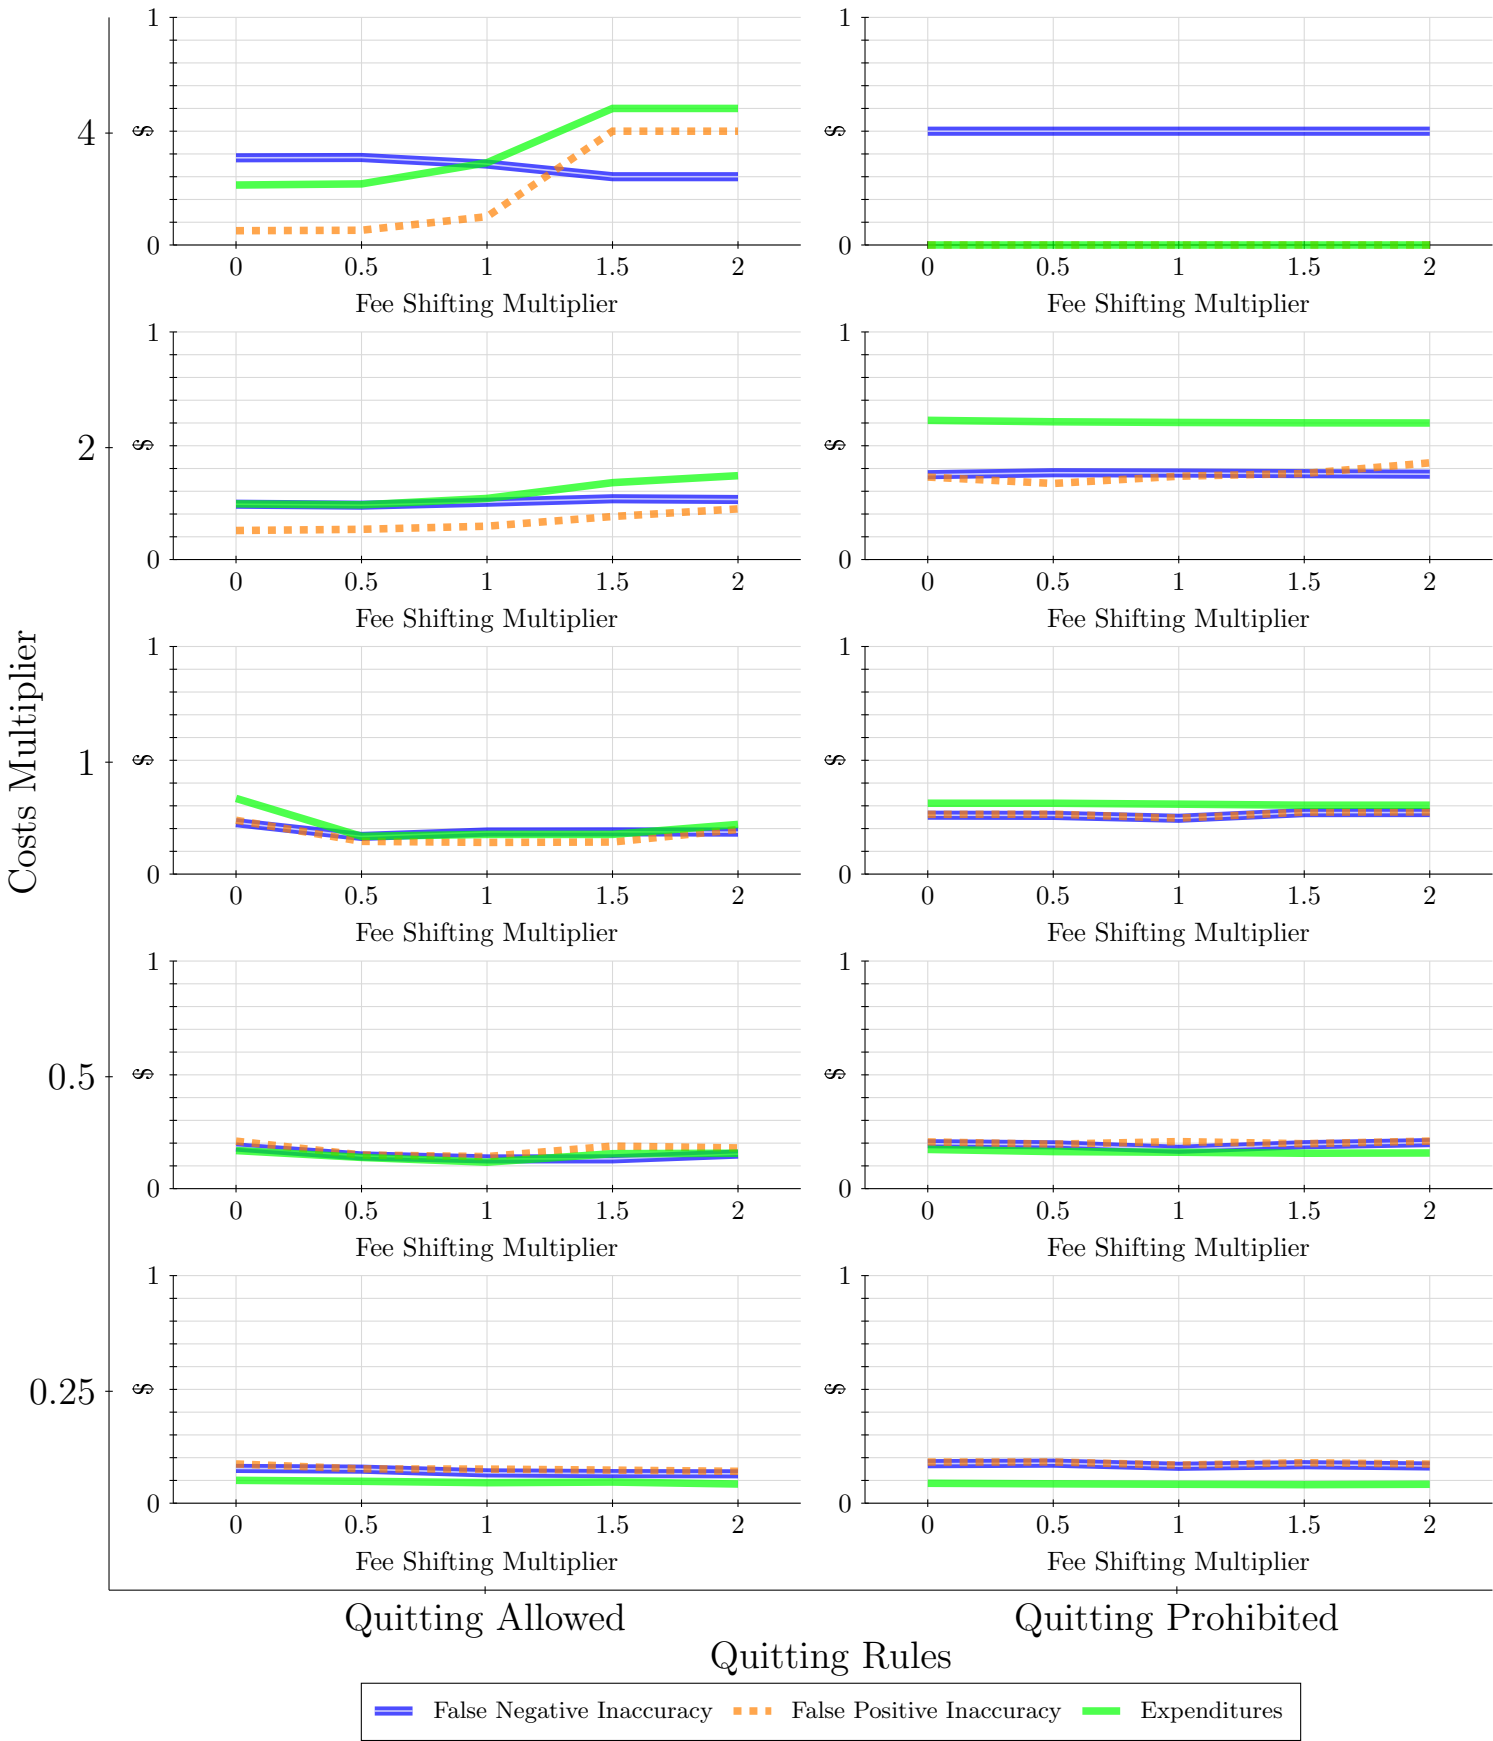 Costs Multiplier
4
1
$
0
0 0.5 1 1.5 2
Fee Shifting Multiplier
1
$
0
0 0.5 1 1.5 2
Fee Shifting Multiplier
2
1
$
0
0 0.5 1 1.5 2
Fee Shifting Multiplier
1
$
0
0 0.5 1 1.5 2
Fee Shifting Multiplier
1
1
$
0
0 0.5 1 1.5 2
Fee Shifting Multiplier
1
$
0
0 0.5 1 1.5 2
Fee Shifting Multiplier
0.5
1
$
0
0 0.5 1 1.5 2
Fee Shifting Multiplier
1
$
0
0 0.5 1 1.5 2
Fee Shifting Multiplier
0.25
1
$
0
0 0.5 1 1.5 2
Fee Shifting Multiplier
1
$
0
0 0.5 1 1.5 2
Fee Shifting Multiplier
Quitting Allowed Quitting Prohibited
Quitting Rules
False Negative Inaccuracy False Positive Inaccuracy Expenditures